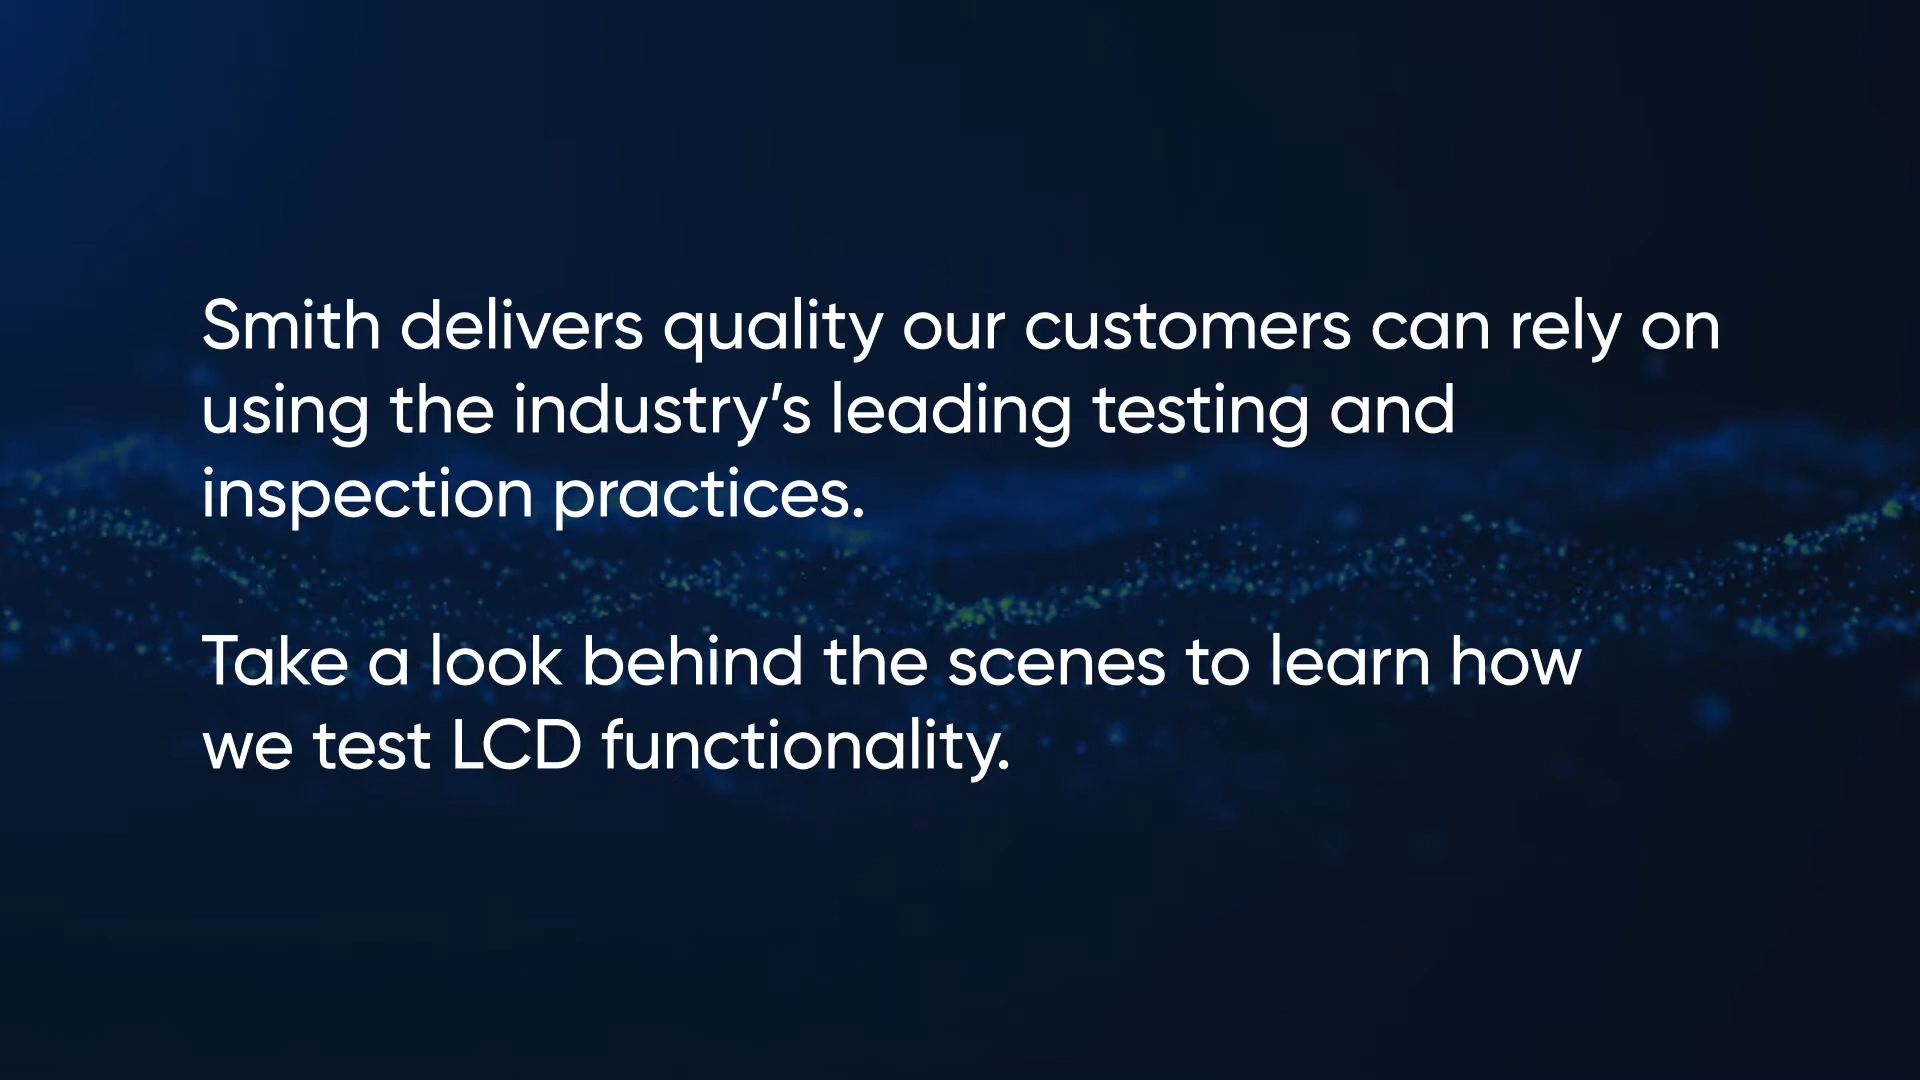 Smith delivers quality our customers can rely on
using the industry’s leading testing and
inspection practices.
Take a look behind the scenes to learn how
we test LCD functionality.